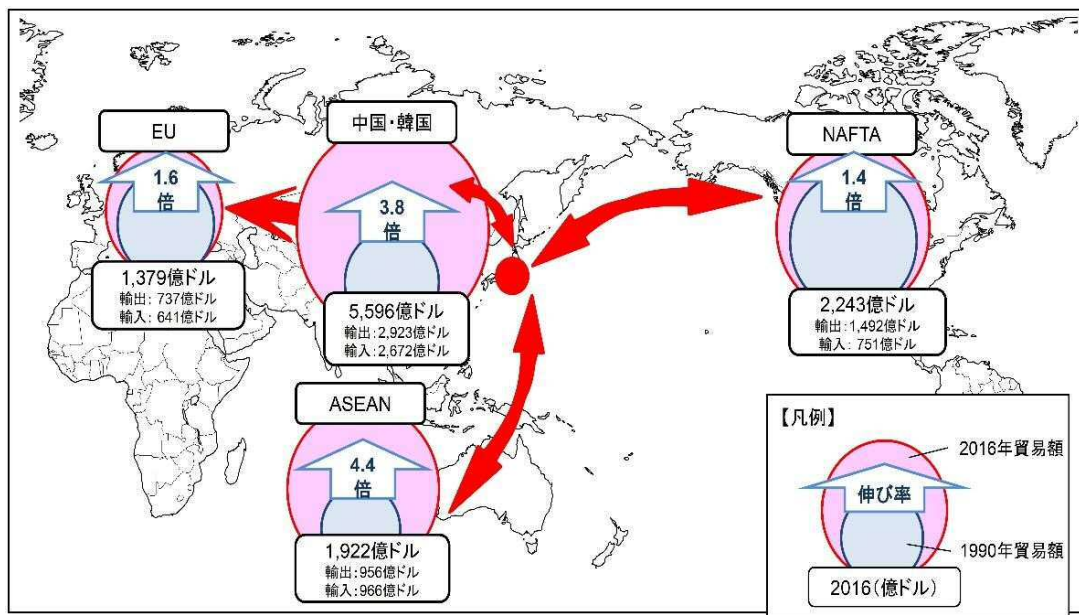 EU
1.6
倍
1,379億ドル
輸出: 737億ドル
輸入: 641億ドル
中国・韓国
3.8
倍
5,596億ドル
輸出:2,923億ドル
輸入:2,672億ドル
NAFTA
1.4
倍
2,243億ドル
輸出:1,492億ドル
輸入: 751億ドル
ASEAN
4.4
倍
1,922億ドル
輸出:956億ドル
輸入:966億ドル
【凡例】
2016年貿易額
伸び率
1990年貿易額
2016(億ドル)